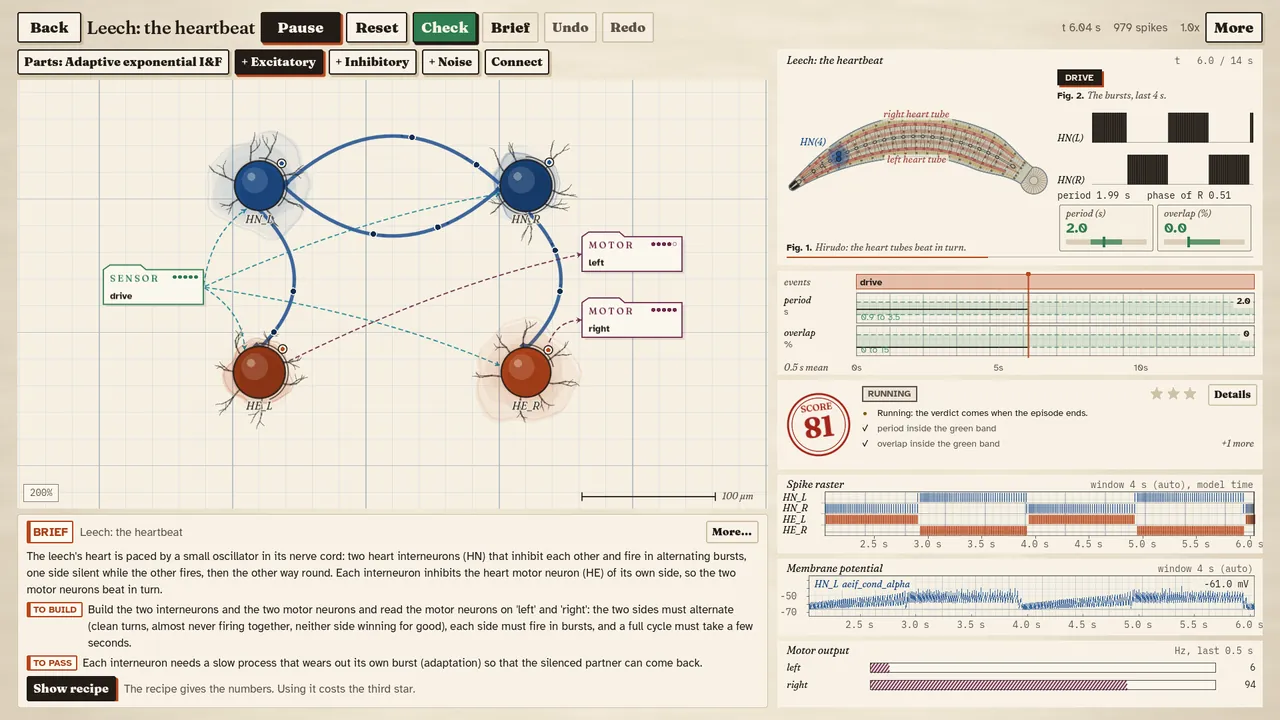 Back
Leech: the heartbeat
Pause
Reset
Check
Brief
Undo
Redo
t 6.04 s
979 spikes
1.0x
More
Parts: Adaptive exponential I&F
+ Excitatory
+ Inhibitory
+ Noise
Connect
HN_L
HN_R
SENSOR
drive
MOTOR
left
MOTOR
right
HE_L
HE_R
200%
100 µm
BRIEF
Leech: the heartbeat
More...
The leech's heart is paced by a small oscillator in its nerve cord: two heart interneurons (HN) that inhibit each other and fire in alternating bursts,
one side silent while the other fires, then the other way round. Each interneuron inhibits the heart motor neuron (HE) of its own side, so the two
motor neurons beat in turn.
TO BUILD
Build the two interneurons and the two motor neurons and read the motor neurons on 'left' and 'right': the two sides must alternate
(clean turns, almost never firing together, neither side winning for good), each side must fire in bursts, and a full cycle must take a few
seconds.
TO PASS
Each interneuron needs a slow process that wears out its own burst (adaptation) so that the silenced partner can come back.
Show recipe
The recipe gives the numbers. Using it costs the third star.
Leech: the heartbeat
t 6.0 / 14 s
DRIVE
Fig. 2. The bursts, last 4 s.
right heart tube
HN(4)
left heart tube
HN(L)
HN(R)
period 1.99 s phase of R 0.51
period (s)
2.0
overlap (%)
0.0
Fig. 1. Hirudo: the heart tubes beat in turn.
events
drive
period
s
2.0
0.9 to 3.5
overlap
%
0
0 to 15
0.5 s mean
0s
5s
10s
SCORE
81
RUNNING
Details
Running: the verdict comes when the episode ends.
✓ period inside the green band
✓ overlap inside the green band
+1 more
Spike raster
window 4 s (auto), model time
HN_L
HN_R
HE_L
HE_R
2.5 s
3.0 s
3.5 s
4.0 s
4.5 s
5.0 s
5.5 s
6.0 s
Membrane potential
window 4 s (auto)
HN_L aeif_cond_alpha
-61.0 mV
-50
-70
2.5 s
3.0 s
3.5 s
4.0 s
4.5 s
5.0 s
5.5 s
6.0 s
Motor output
Hz, last 0.5 s
left
6
right
94